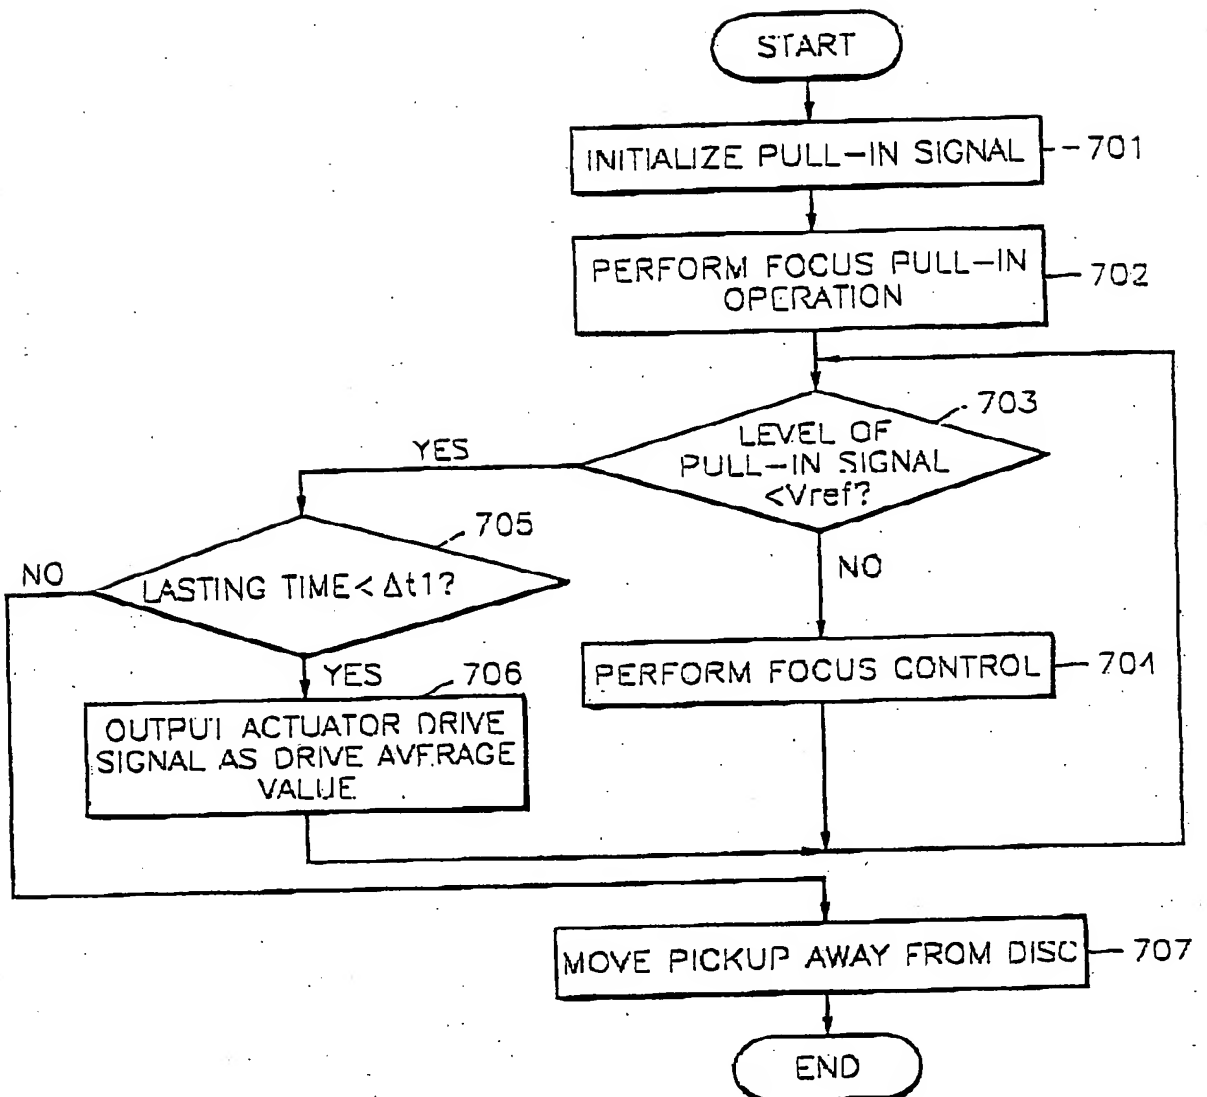 START
INITIALIZE PULL-IN SIGNAL
701
PERFORM FOCUS PULL-IN
OPERATION
702
703
LEVEL OF
PULL-IN SIGNAL
<Vref?
YES
NO
705
LASTING TIME< Δt1?
NO
YES
PERFORM FOCUS CONTROL
704
706
OUTPUT ACTUATOR DRIVE
SIGNAL AS DRIVE AVERAGE
VALUE
MOVE PICKUP AWAY FROM DISC
707
END